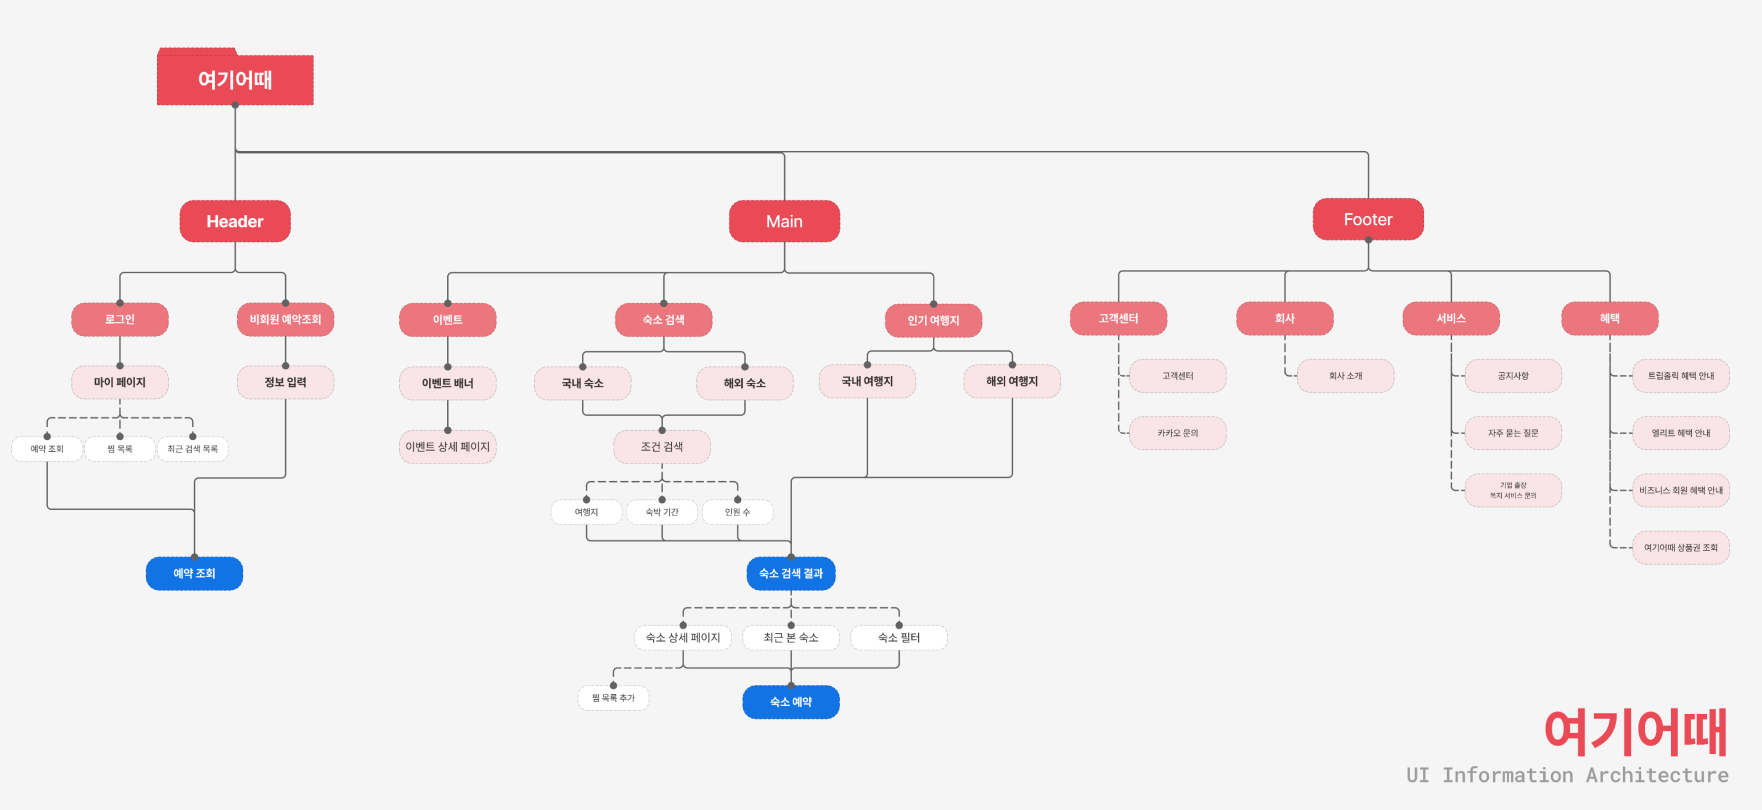 여기어때
Header
Main
Footer
로그인
비회원 예약조회
이벤트
숙소 검색
인기 여행지
고객센터
회사
서비스
혜택
마이 페이지
정보 입력
이벤트 배너
국내 숙소
해외 숙소
국내 여행지
해외 여행지
고객센터
회사 소개
공지사항
트립홀릭 혜택 안내
예약 조회
찜 목록
최근 검색 목록
이벤트 상세 페이지
조건 검색
카카오 문의
자주 묻는 질문
엘리트 혜택 안내
여행지
숙박 기간
인원 수
기업 출장
복지 서비스 문의
비즈니스 회원 혜택 안내
여기어때 상품권 조회
예약 조회
숙소 검색 결과
숙소 상세 페이지
최근 본 숙소
숙소 필터
찜 목록 추가
숙소 예약
여기어때
UI Information Architecture